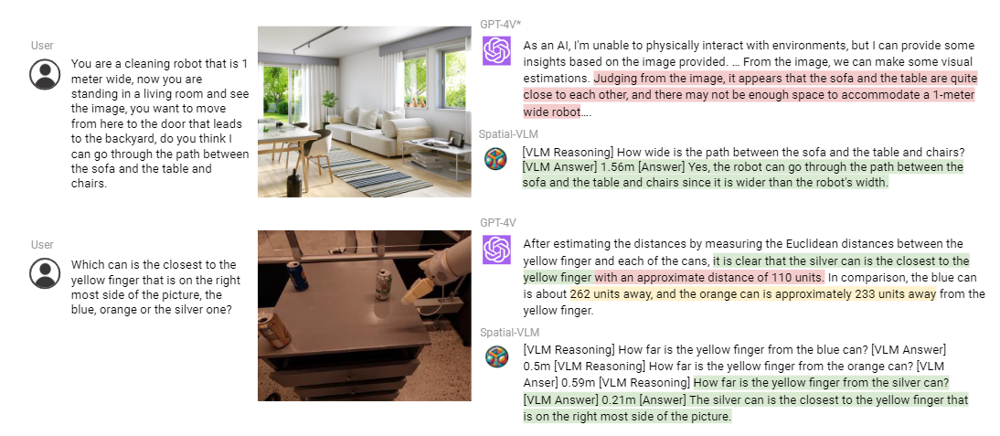 GPT-4V*
User
You are a cleaning robot that is 1
meter wide, now you are
standing in a living room and see
the image, you want to move
from here to the door that leads
to the backyard, do you think I
can go through the path between
the sofa and the table and
chairs.
As an AI, I'm unable to physically interact with environments, but I can provide some
insights based on the image provided. ... From the image, we can make some visual
estimations. Judging from the image, it appears that the sofa and the table are quite
close to each other, and there may not be enough space to accommodate a 1-meter
wide robot....
Spatial-VLM
[VLM Reasoning] How wide is the path between the sofa and the table and chairs?
[VLM Answer] 1.56m [Answer] Yes, the robot can go through the path between the
sofa and the table and chairs since it is wider than the robot's width.
GPT-4V
User
Which can is the closest to the
yellow finger that is on the right
most side of the picture, the
blue, orange or the silver one?
After estimating the distances by measuring the Euclidean distances between the
yellow finger and each of the cans, it is clear that the silver can is the closest to the
yellow finger with an approximate distance of 110 units. In comparison, the blue can
is about 262 units away, and the orange can is approximately 233 units away from the
yellow finger.
Spatial-VLM
[VLM Reasoning] How far is the yellow finger from the blue can? [VLM Answer]
0.5m [VLM Reasoning] How far is the yellow finger from the orange can? [VLM
Anser] 0.59m [VLM Reasoning] How far is the yellow finger from the silver can?
[VLM Answer] 0.21m [Answer] The silver can is the closest to the yellow finger that
is on the right most side of the picture.